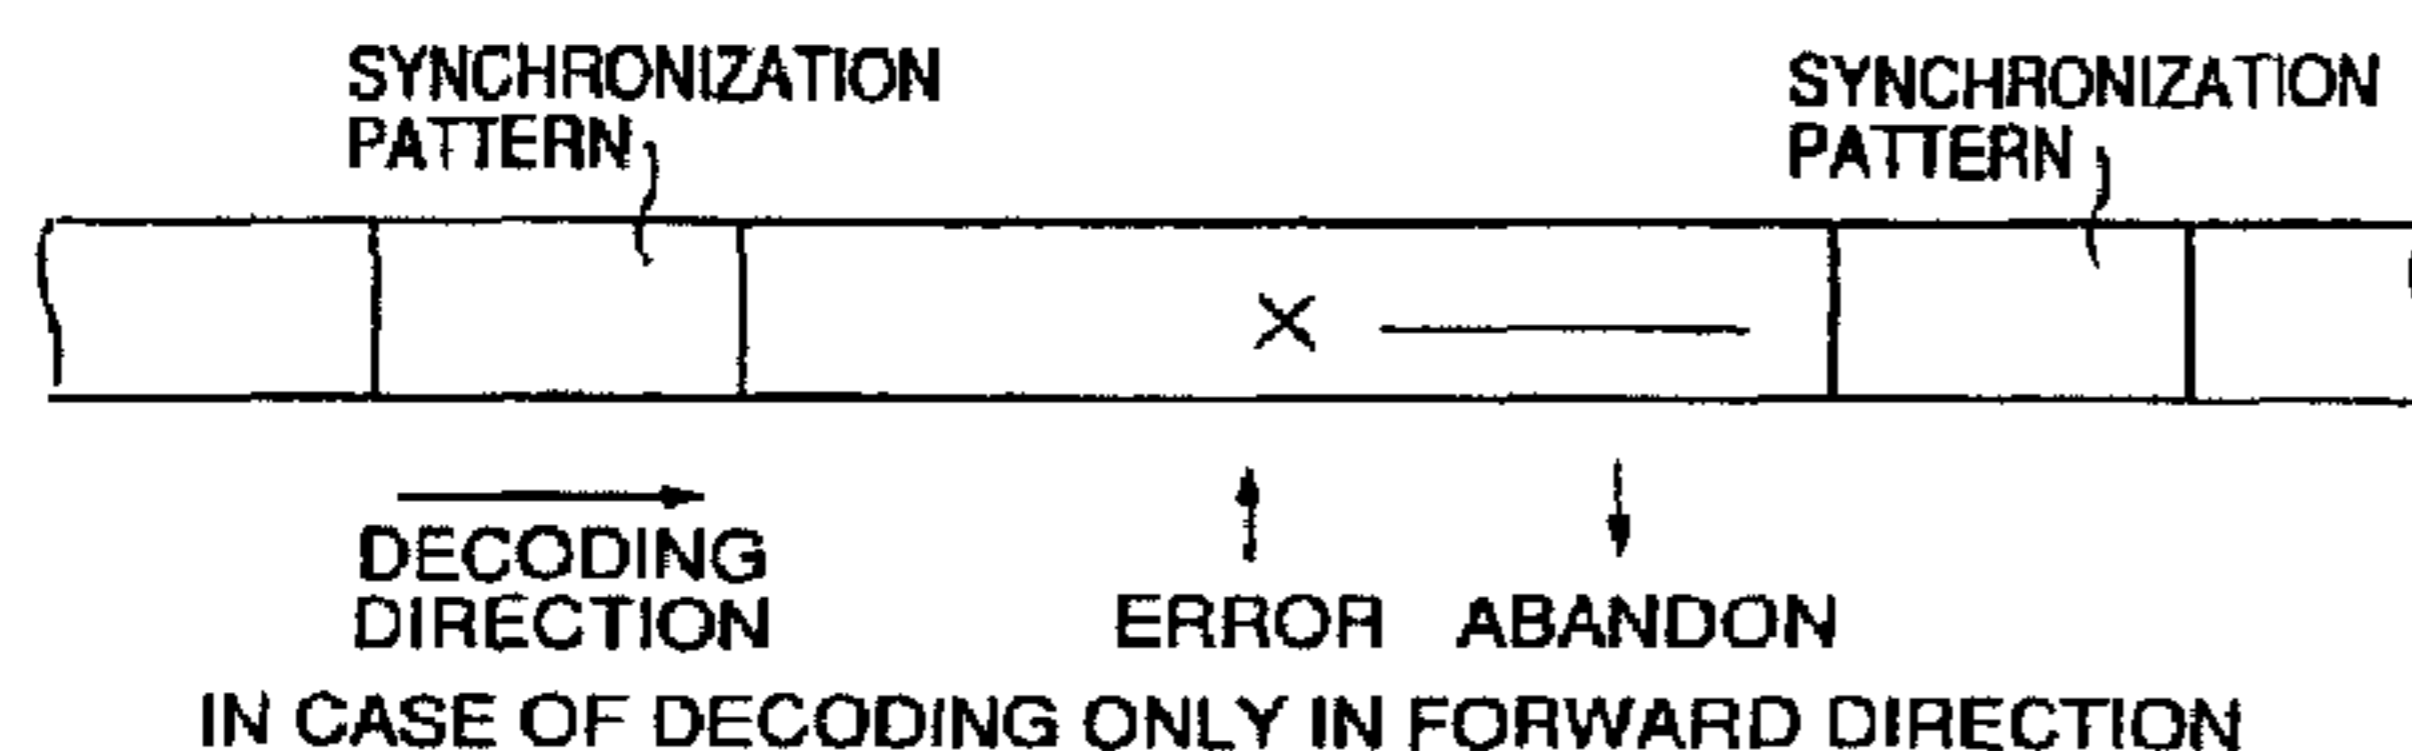 SYNCHRONIZATION
PATTERN
SYNCHRONIZATION
PATTERN
DECODING
DIRECTION
ERROR
ABANDON
IN CASE OF DECODING ONLY IN FORWARD DIRECTION